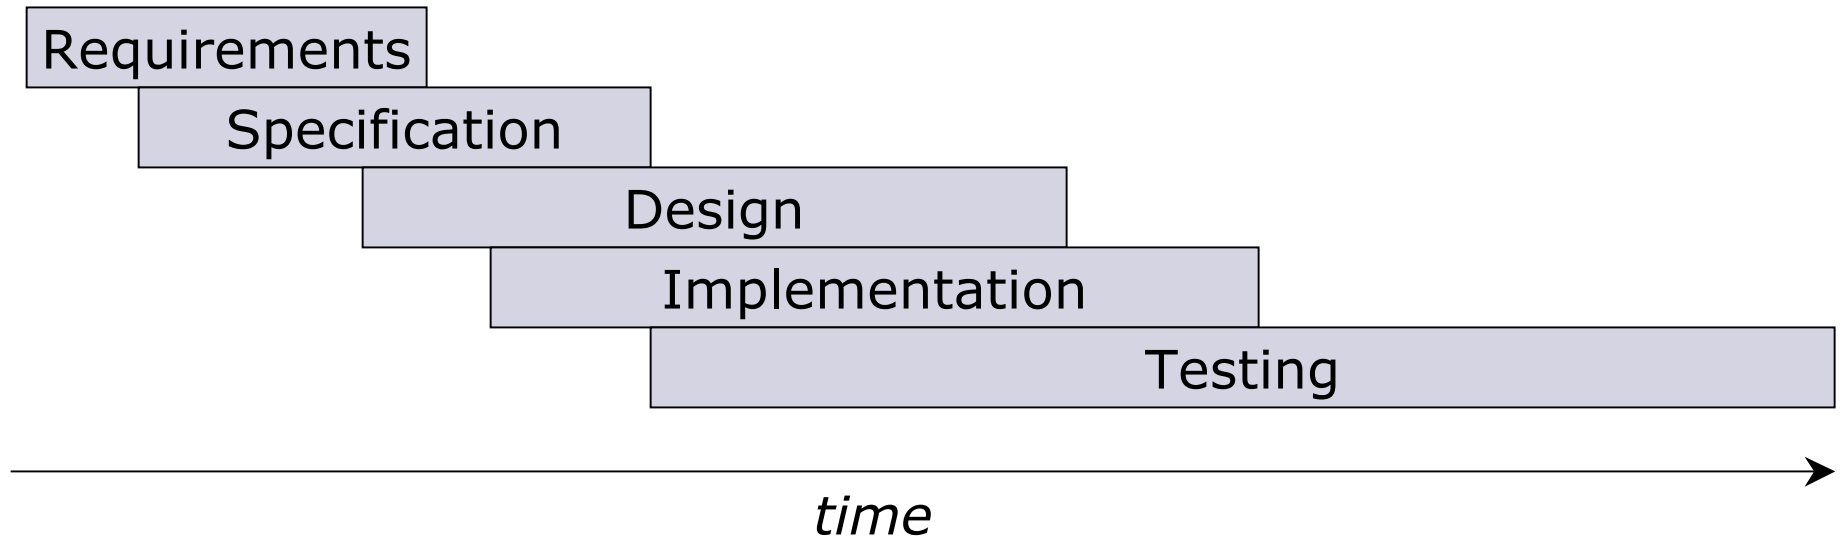 Requirements
Specification
Design
Implementation
Testing
time